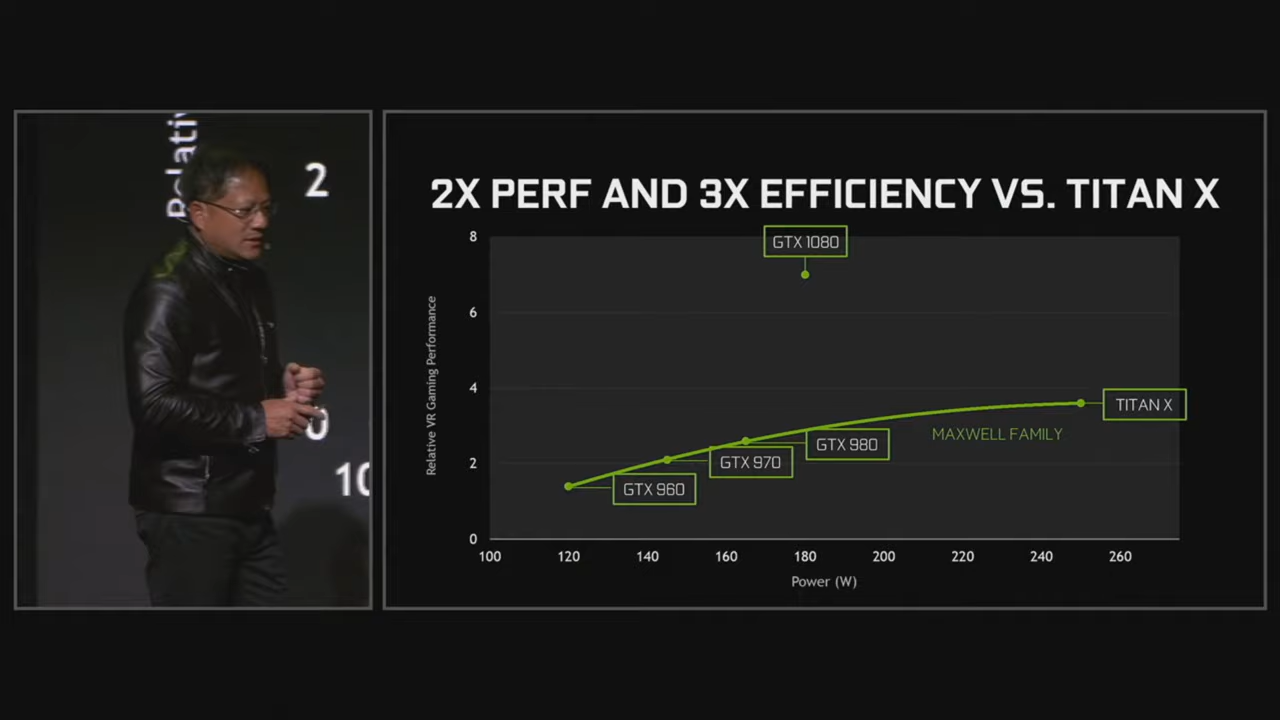 Relati
2
0
10
2X PERF AND 3X EFFICIENCY VS. TITAN X
8
6
4
2
0
Relative VR Gaming Performance
GTX 1080
TITAN X
MAXWELL FAMILY
GTX 980
GTX 970
GTX 960
100 120 140 160 180 200 220 240 260
Power (W)